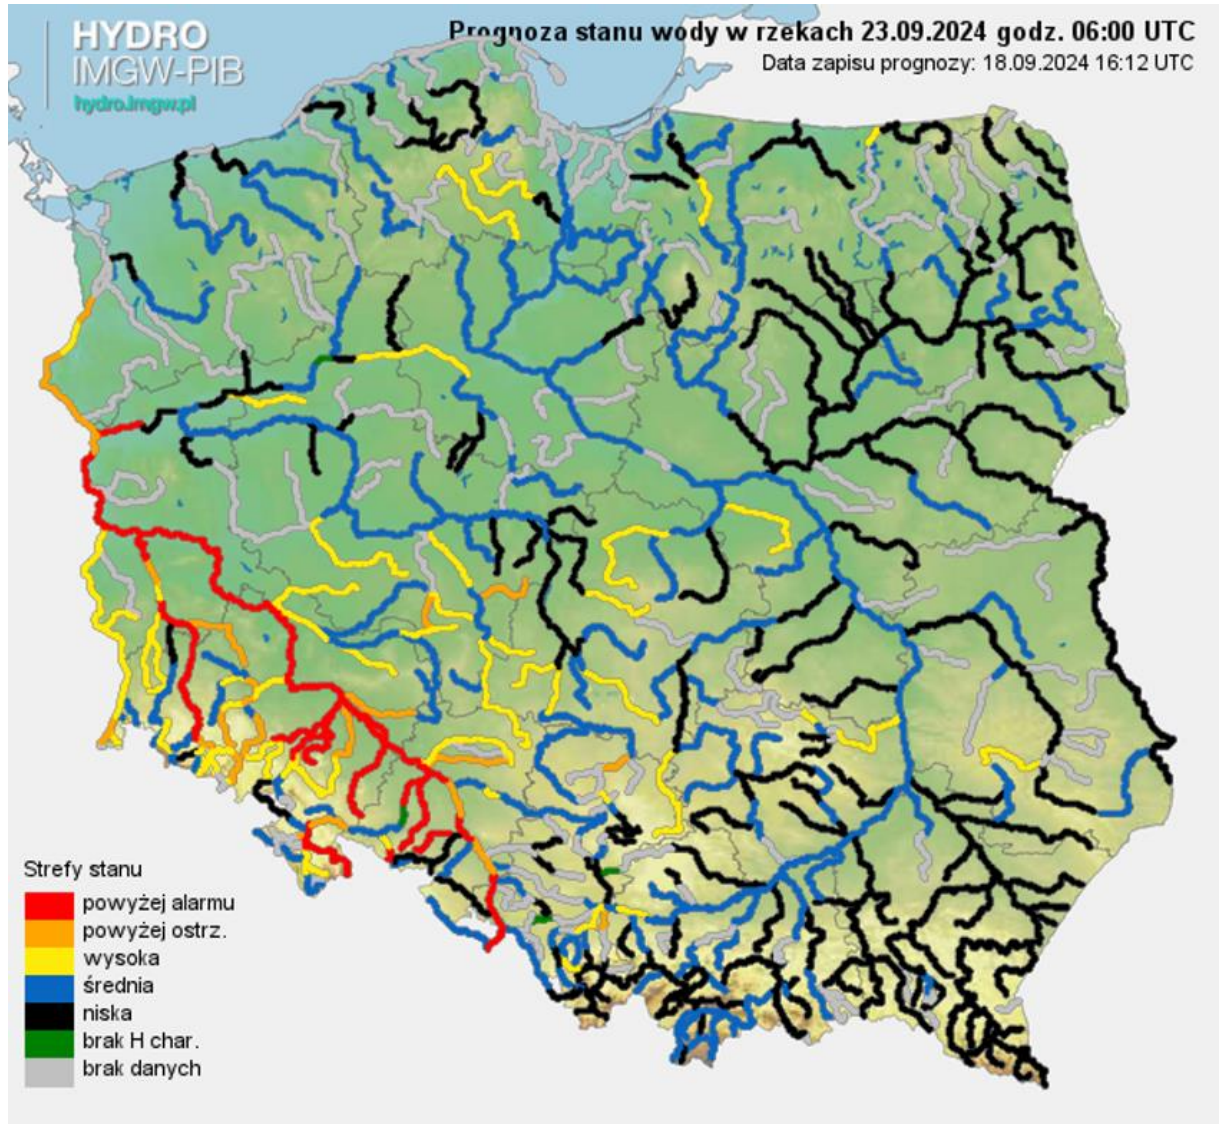 HYDRO
IMGW-PIB
hydro.imgw.pl
Prognoza stanu wody w rzekach 23.09.2024 godz. 06:00 UTC
Data zapisu prognozy: 18.09.2024 16:12 UTC
Strefy stanu
powyżej alarmu
powyżej ostrz.
wysoka
średnia
niska
brak H char.
brak danych